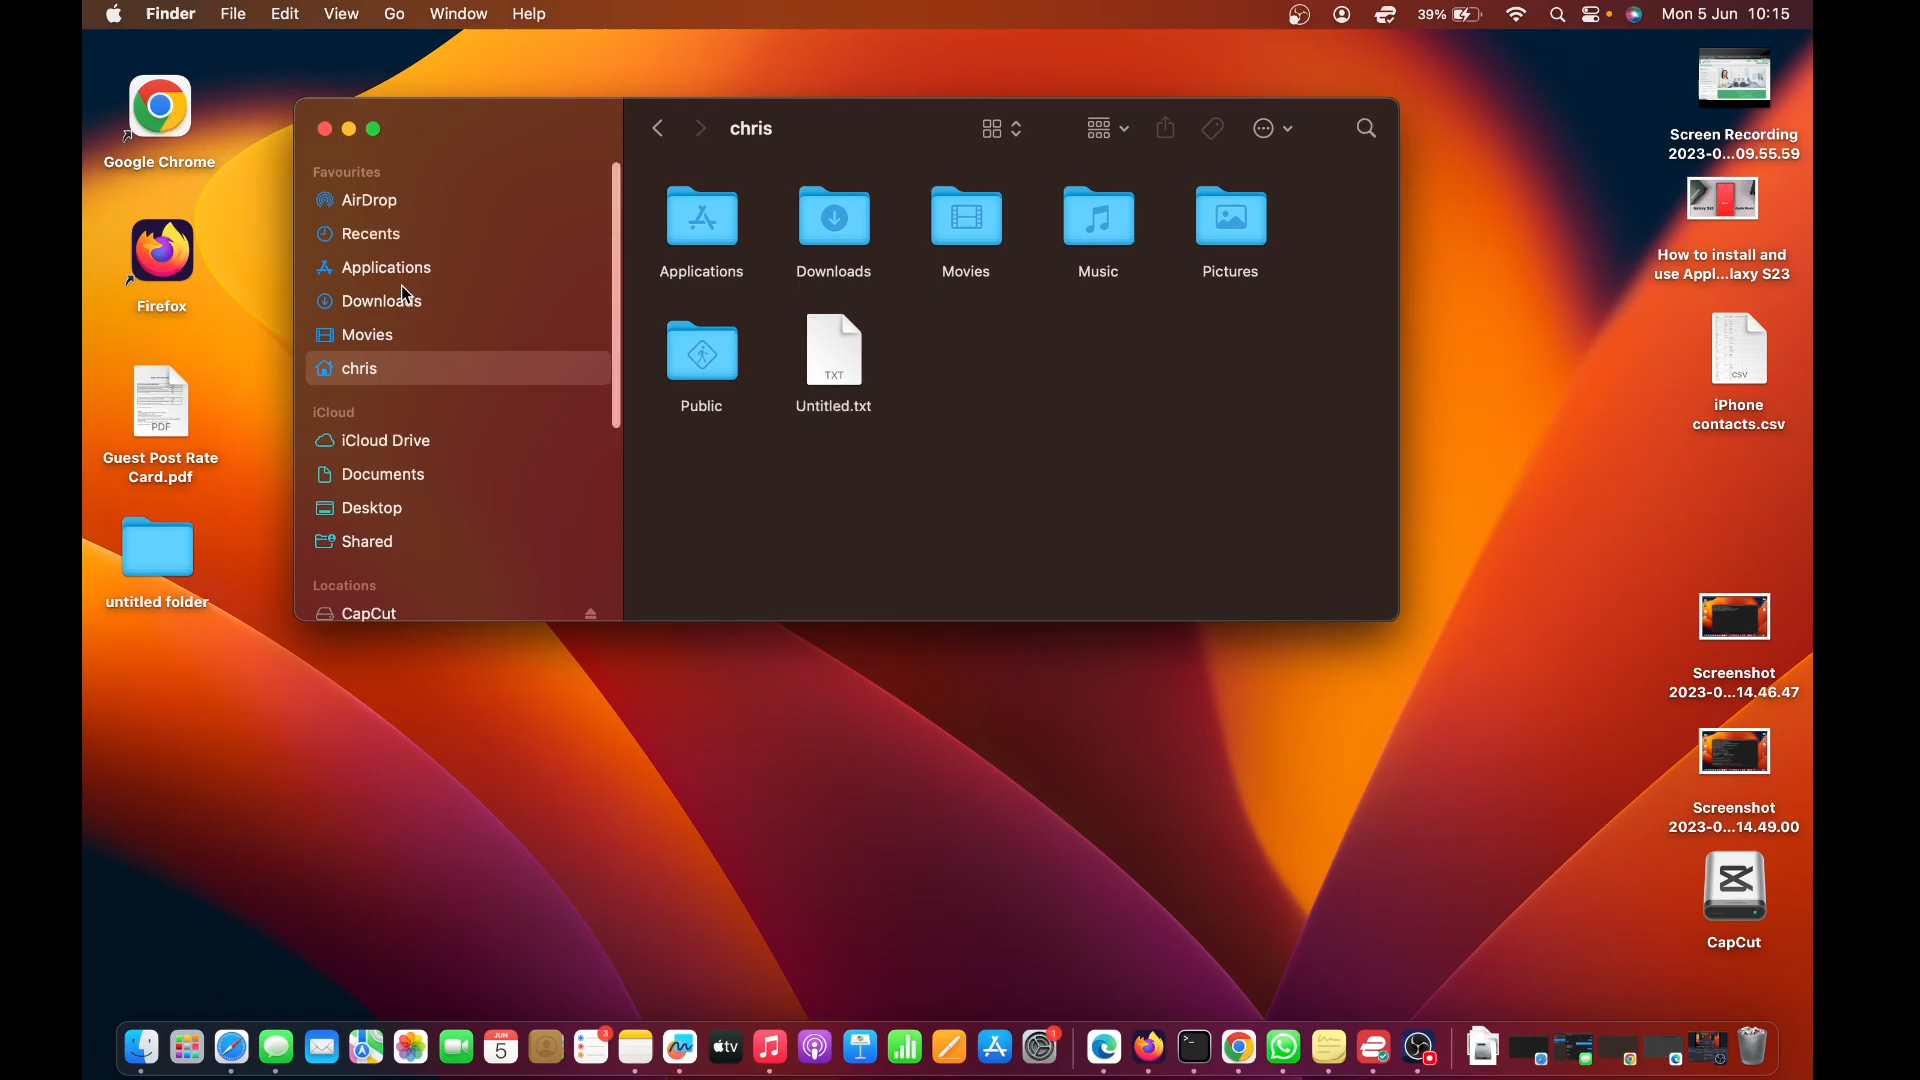 Finder File Edit View Go Window Help
39% Mon 5 Jun 10:15
Google Chrome
Firefox
PDF
Guest Post Rate
Card.pdf
untitled folder
chris
Favourites
AirDrop
Recents
Applications
Downloads
Movies
chris
iCloud
iCloud Drive
Documents
Desktop
Shared
Locations
CapCut
Applications
Downloads
Movies
Music
Pictures
Public
TXT
Untitled.txt
Screen Recording
2023-0...09.55.59
How to install and
use Appl...laxy S23
CSV
iPhone
contacts.csv
Screenshot
2023-0...14.46.47
Screenshot
2023-0...14.49.00
CapCut
JUN
5
3
tv
1